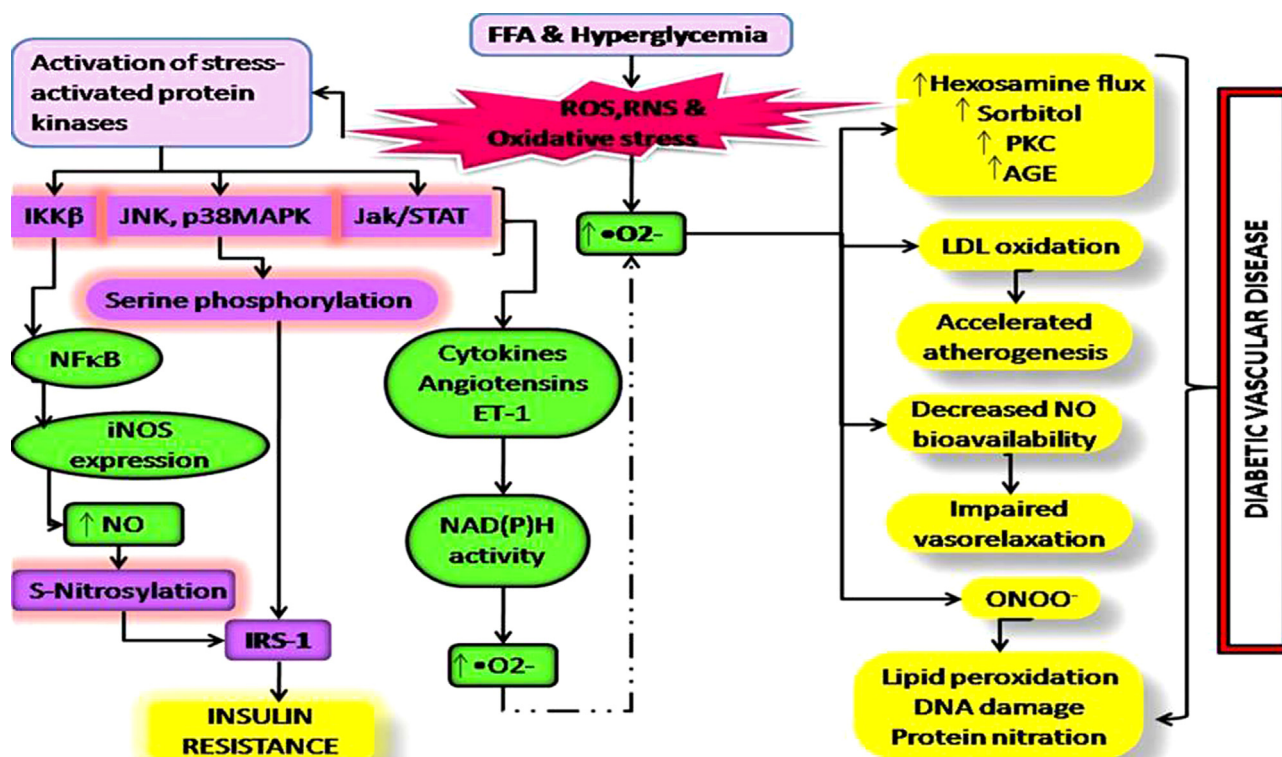 FFA & Hyperglycemia
Activation of stress-
activated protein
kinases
ROS,RNS &
Oxidative stress
↑Hexosamine flux
↑ Sorbitol
↑ PKC
↑AGE
IKKβ
JNK, p38MAPK
Jak/STAT
↑•O2-
LDL oxidation
Serine phosphorylation
Accelerated
atherogenesis
NFκB
Cytokines
Angiotensins
ET-1
Decreased NO
bioavailability
iNOS
expression
↑ NO
NAD(P)H
activity
Impaired
vasorelaxation
S-Nitrosylation
ONOO⁻
IRS-1
↑•O2-
Lipid peroxidation
DNA damage
Protein nitration
INSULIN
RESISTANCE
DIABETIC VASCULAR DISEASE